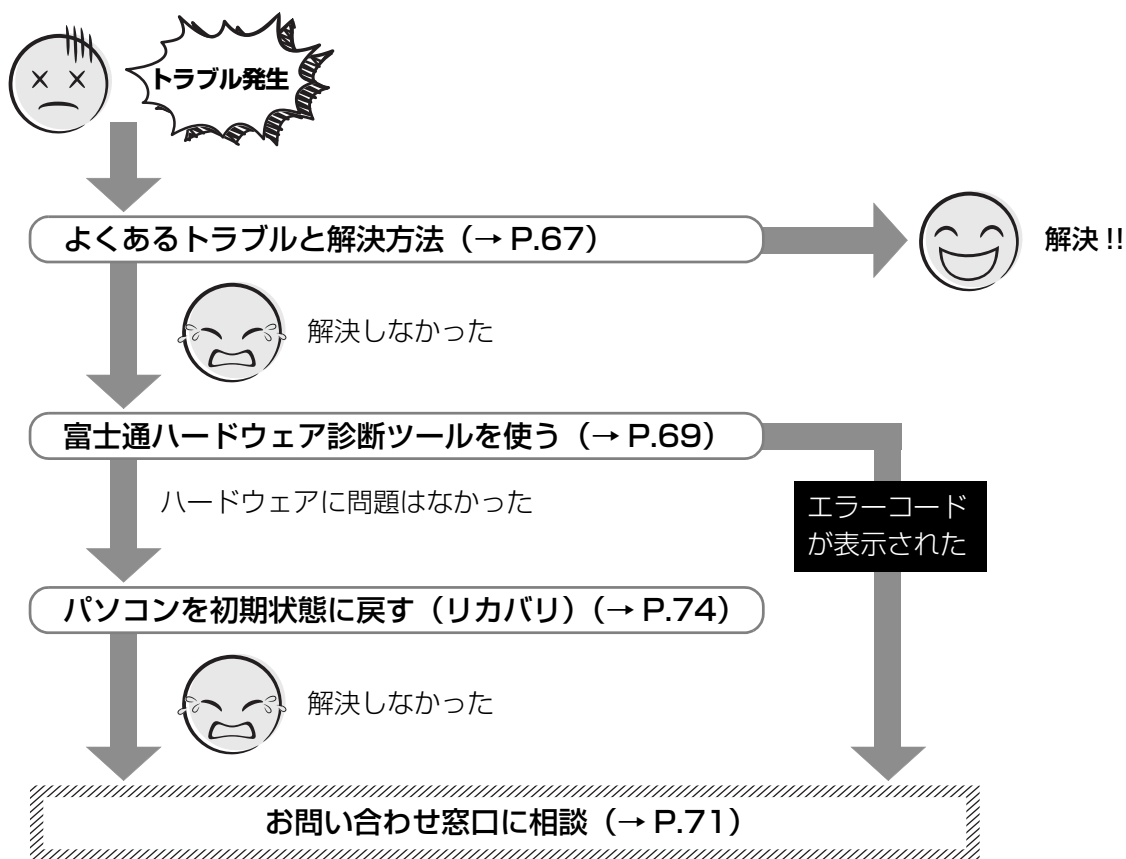 トラブル発生
よくあるトラブルと解決方法（→ P.67）
解決 !!
解決しなかった
富士通ハードウェア診断ツールを使う（→ P.69）
ハードウェアに問題はなかった
エラーコード
が表示された
パソコンを初期状態に戻す（リカバリ）（→ P.74）
解決しなかった
お問い合わせ窓口に相談（→ P.71）